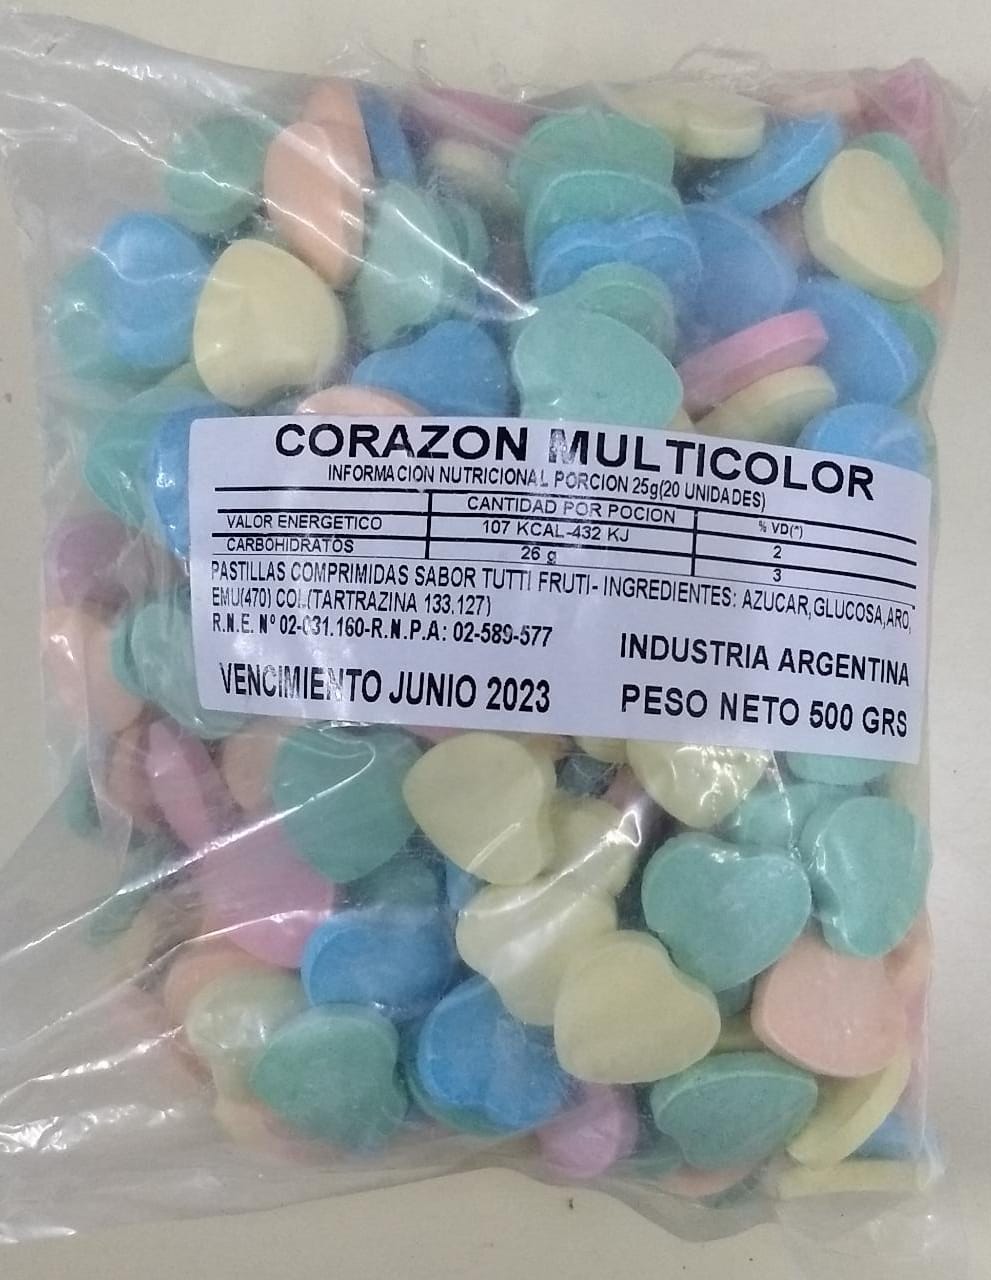 CORAZON MULTICOLOR
INFORMACION NUTRICIONAL PORCION 25g(20 UNIDADES)
CANTIDAD POR POCION % VD(*)
VALOR ENERGETICO 107 KCAL-432 KJ 2
CARBOHIDRATOS 26 g 3
PASTILLAS COMPRIMIDAS SABOR TUTTI FRUTI- INGREDIENTES: AZUCAR,GLUCOSA,ARO,
EMU(470) COL(TARTRAZINA 133,127)
R.N.E. Nº 02-031.160-R.N.P.A: 02-589-577
INDUSTRIA ARGENTINA
VENCIMIENTO JUNIO 2023
PESO NETO 500 GRS